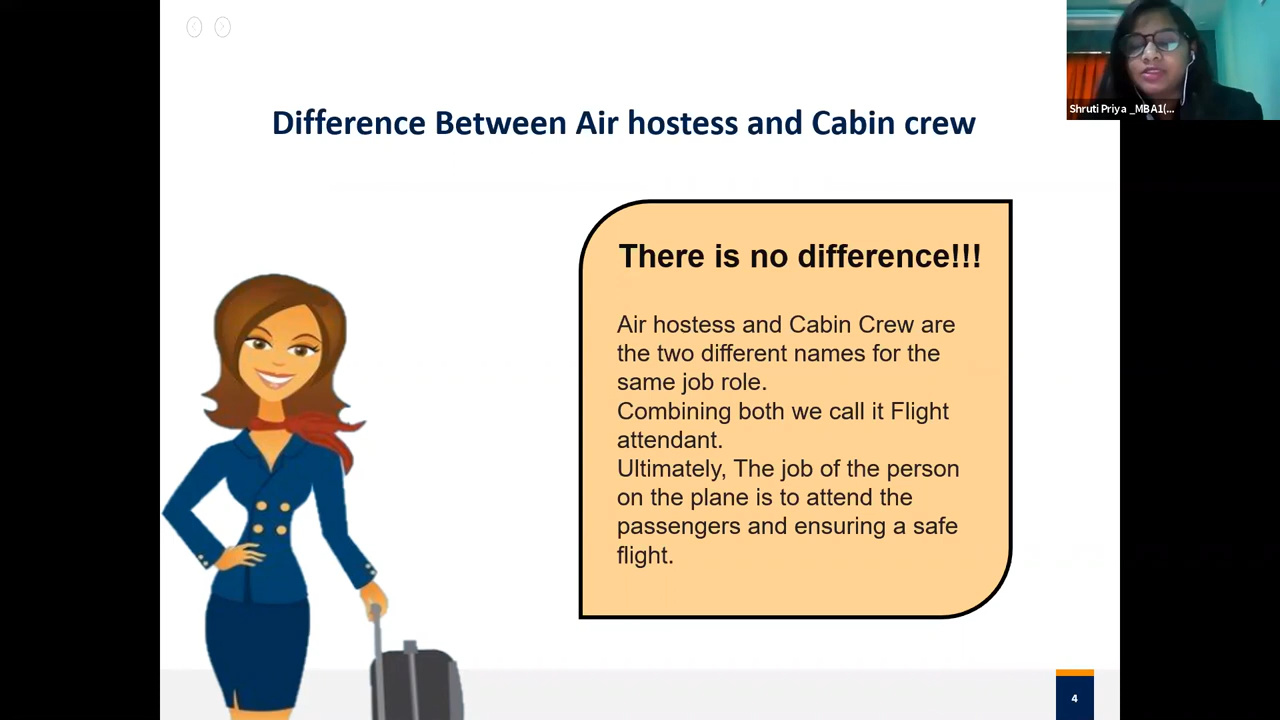 Difference Between Air hostess and Cabin crew
Shruti Priya _MBA1(...
There is no difference!!!
Air hostess and Cabin Crew are
the two different names for the
same job role.
Combining both we call it Flight
attendant.
Ultimately, The job of the person
on the plane is to attend the
passengers and ensuring a safe
flight.
4